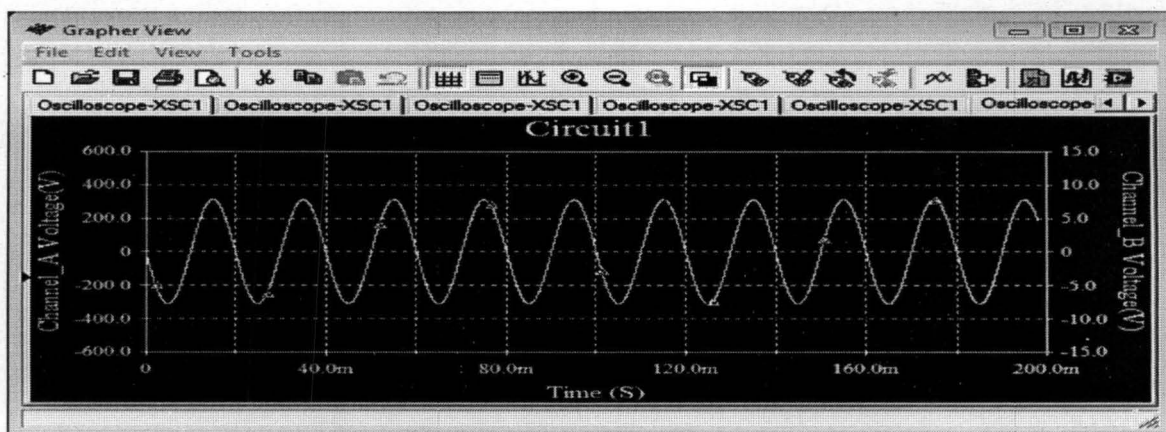 Grapher View
File Edit View Tools
Oscilloscope-XSC1 Oscilloscope-XSC1 Oscilloscope-XSC1 Oscilloscope-XSC1 Oscilloscope-XSC1 Oscilloscope-
Circuit1
Channel_A Voltage(V)
600.0
400.0
200.0
0
-200.0
-400.0
-600.0
15.0
10.0
5.0
0
-5.0
-10.0
-15.0
Channel_B Voltage(V)
0 40.0m 80.0m 120.0m 160.0m 200.0m
Time (S)